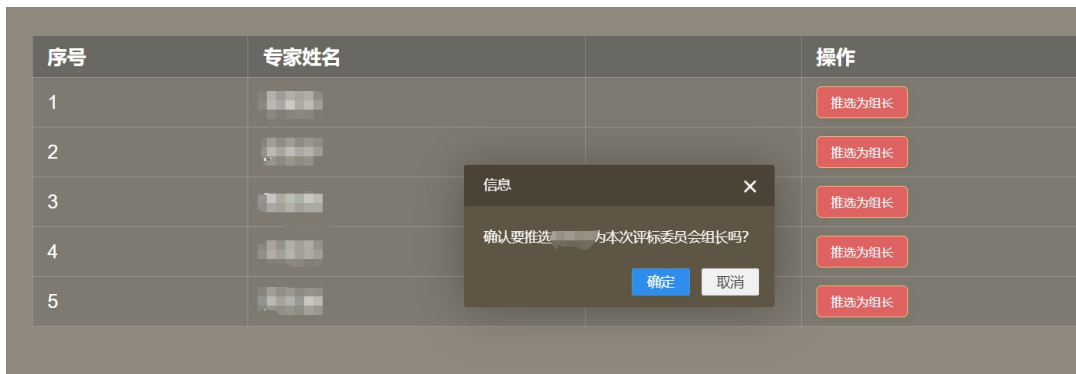 序号 专家姓名 操作
1 推选为组长
2 推选为组长
3 推选为组长
4 推选为组长
5 推选为组长
信息
确认要推选 为本次评标委员会组长吗?
确定 取消